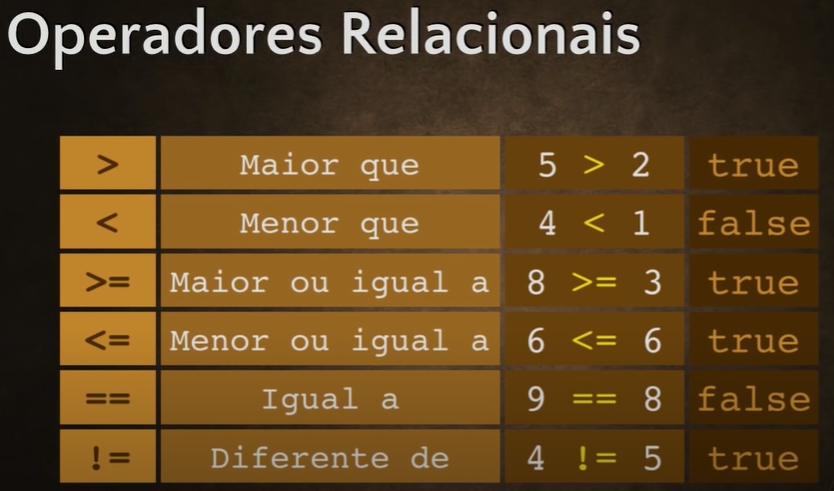 Operadores Relacionais
> Maior que 5 > 2 true
< Menor que 4 < 1 false
>= Maior ou igual a 8 >= 3 true
<= Menor ou igual a 6 <= 6 true
== Igual a 9 == 8 false
!= Diferente de 4 != 5 true